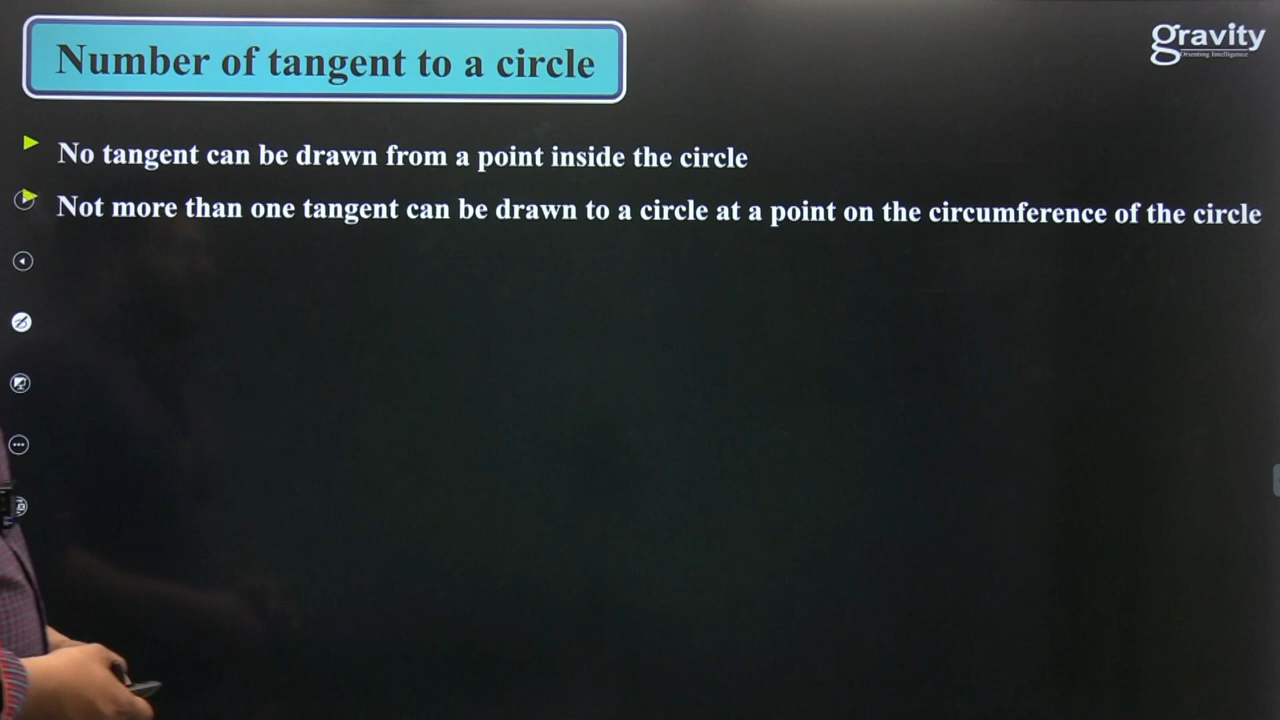 Number of tangent to a circle
gravity
No tangent can be drawn from a point inside the circle
Not more than one tangent can be drawn to a circle at a point on the circumference of the circle